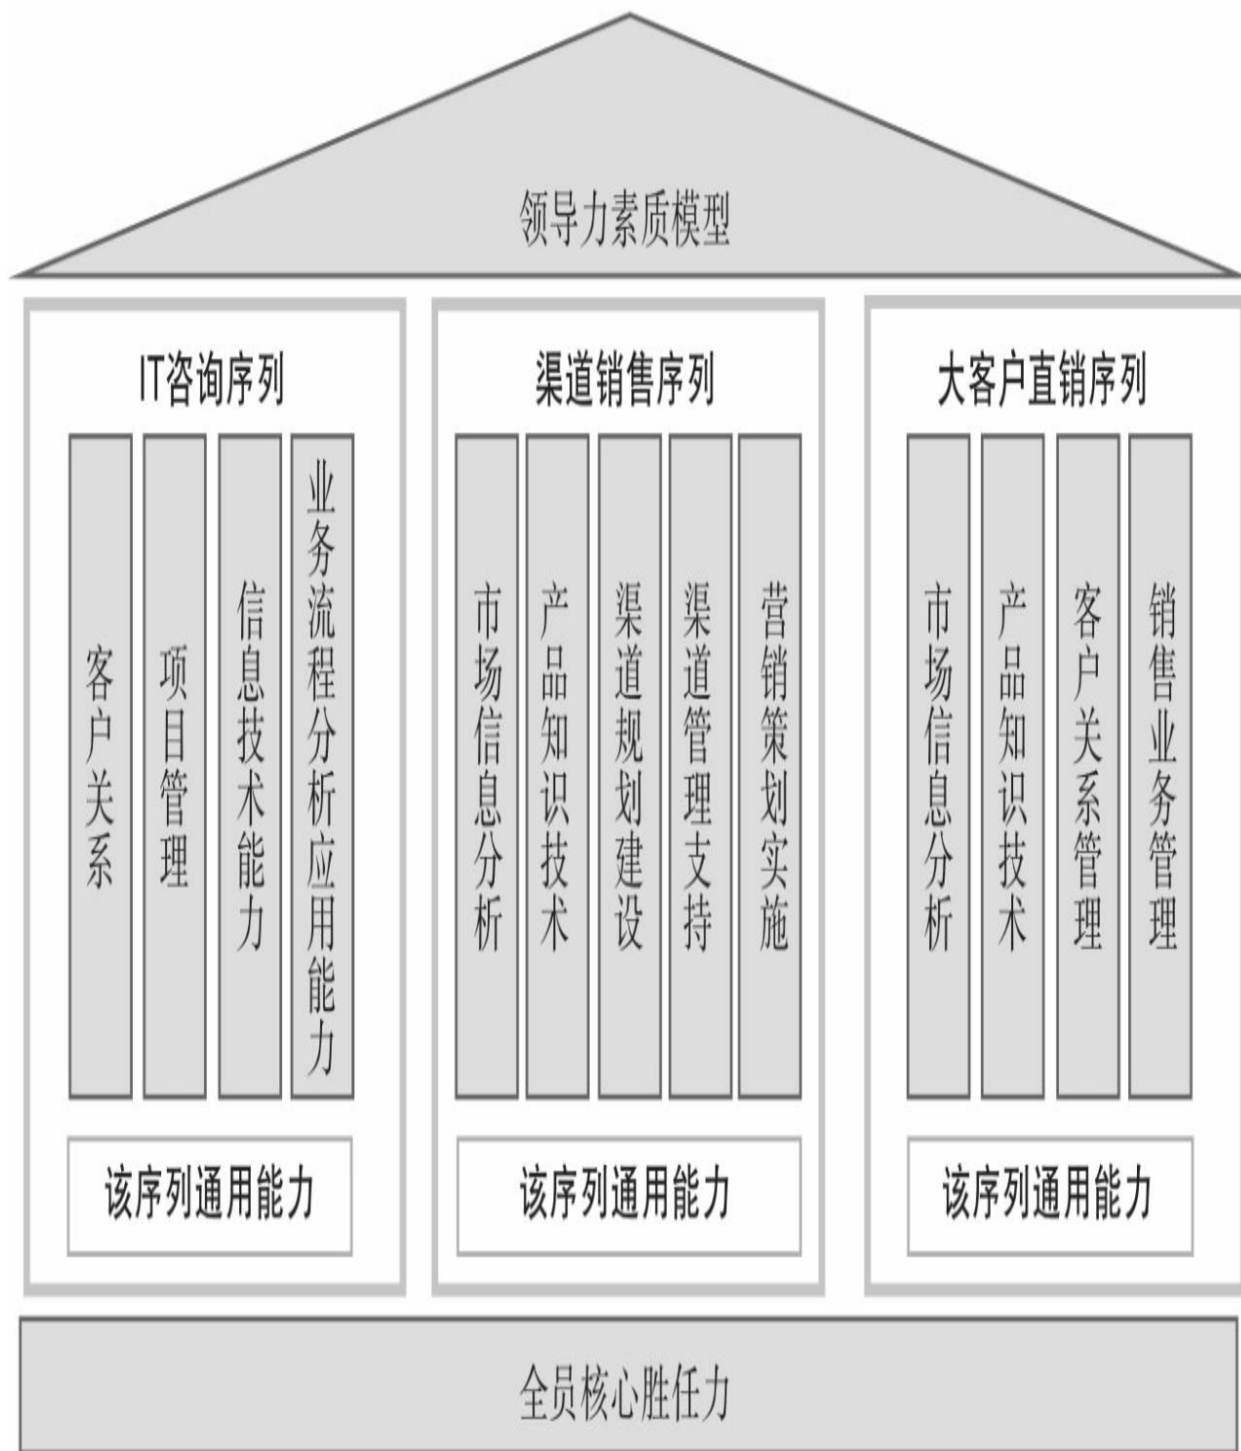 领导力素质模型
IT咨询序列
客户关系
项目管理
信息技术能力
业务流程分析应用能力
该序列通用能力
渠道销售序列
市场信息分析
产品知识技术
渠道规划建设
渠道管理支持
营销策划实施
该序列通用能力
大客户直销序列
市场信息分析
产品知识技术
客户关系管理
销售业务管理
该序列通用能力
全员核心胜任力